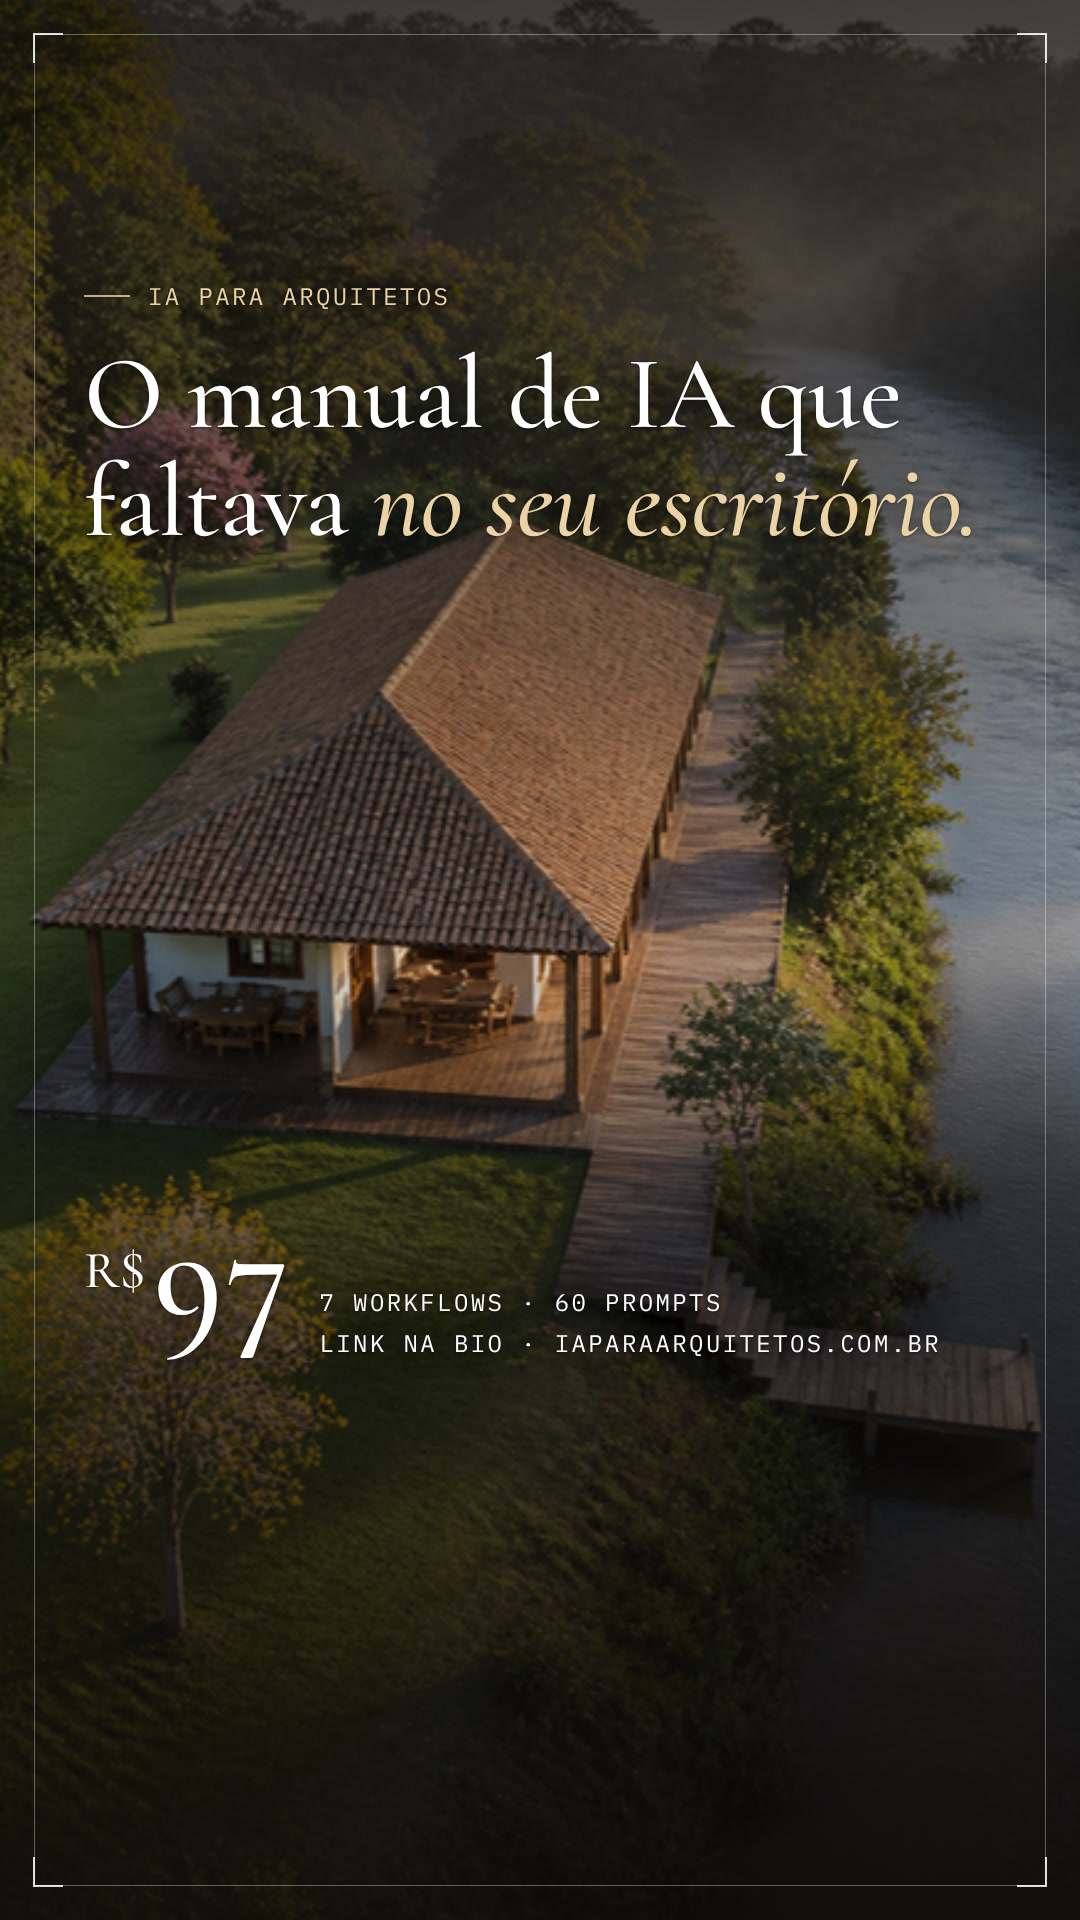 IA PARA ARQUITETOS
O manual de IA que
faltava no seu escritório.
R$ 97
7 WORKFLOWS · 60 PROMPTS
LINK NA BIO · IAPARAARQUITETOS.COM.BR